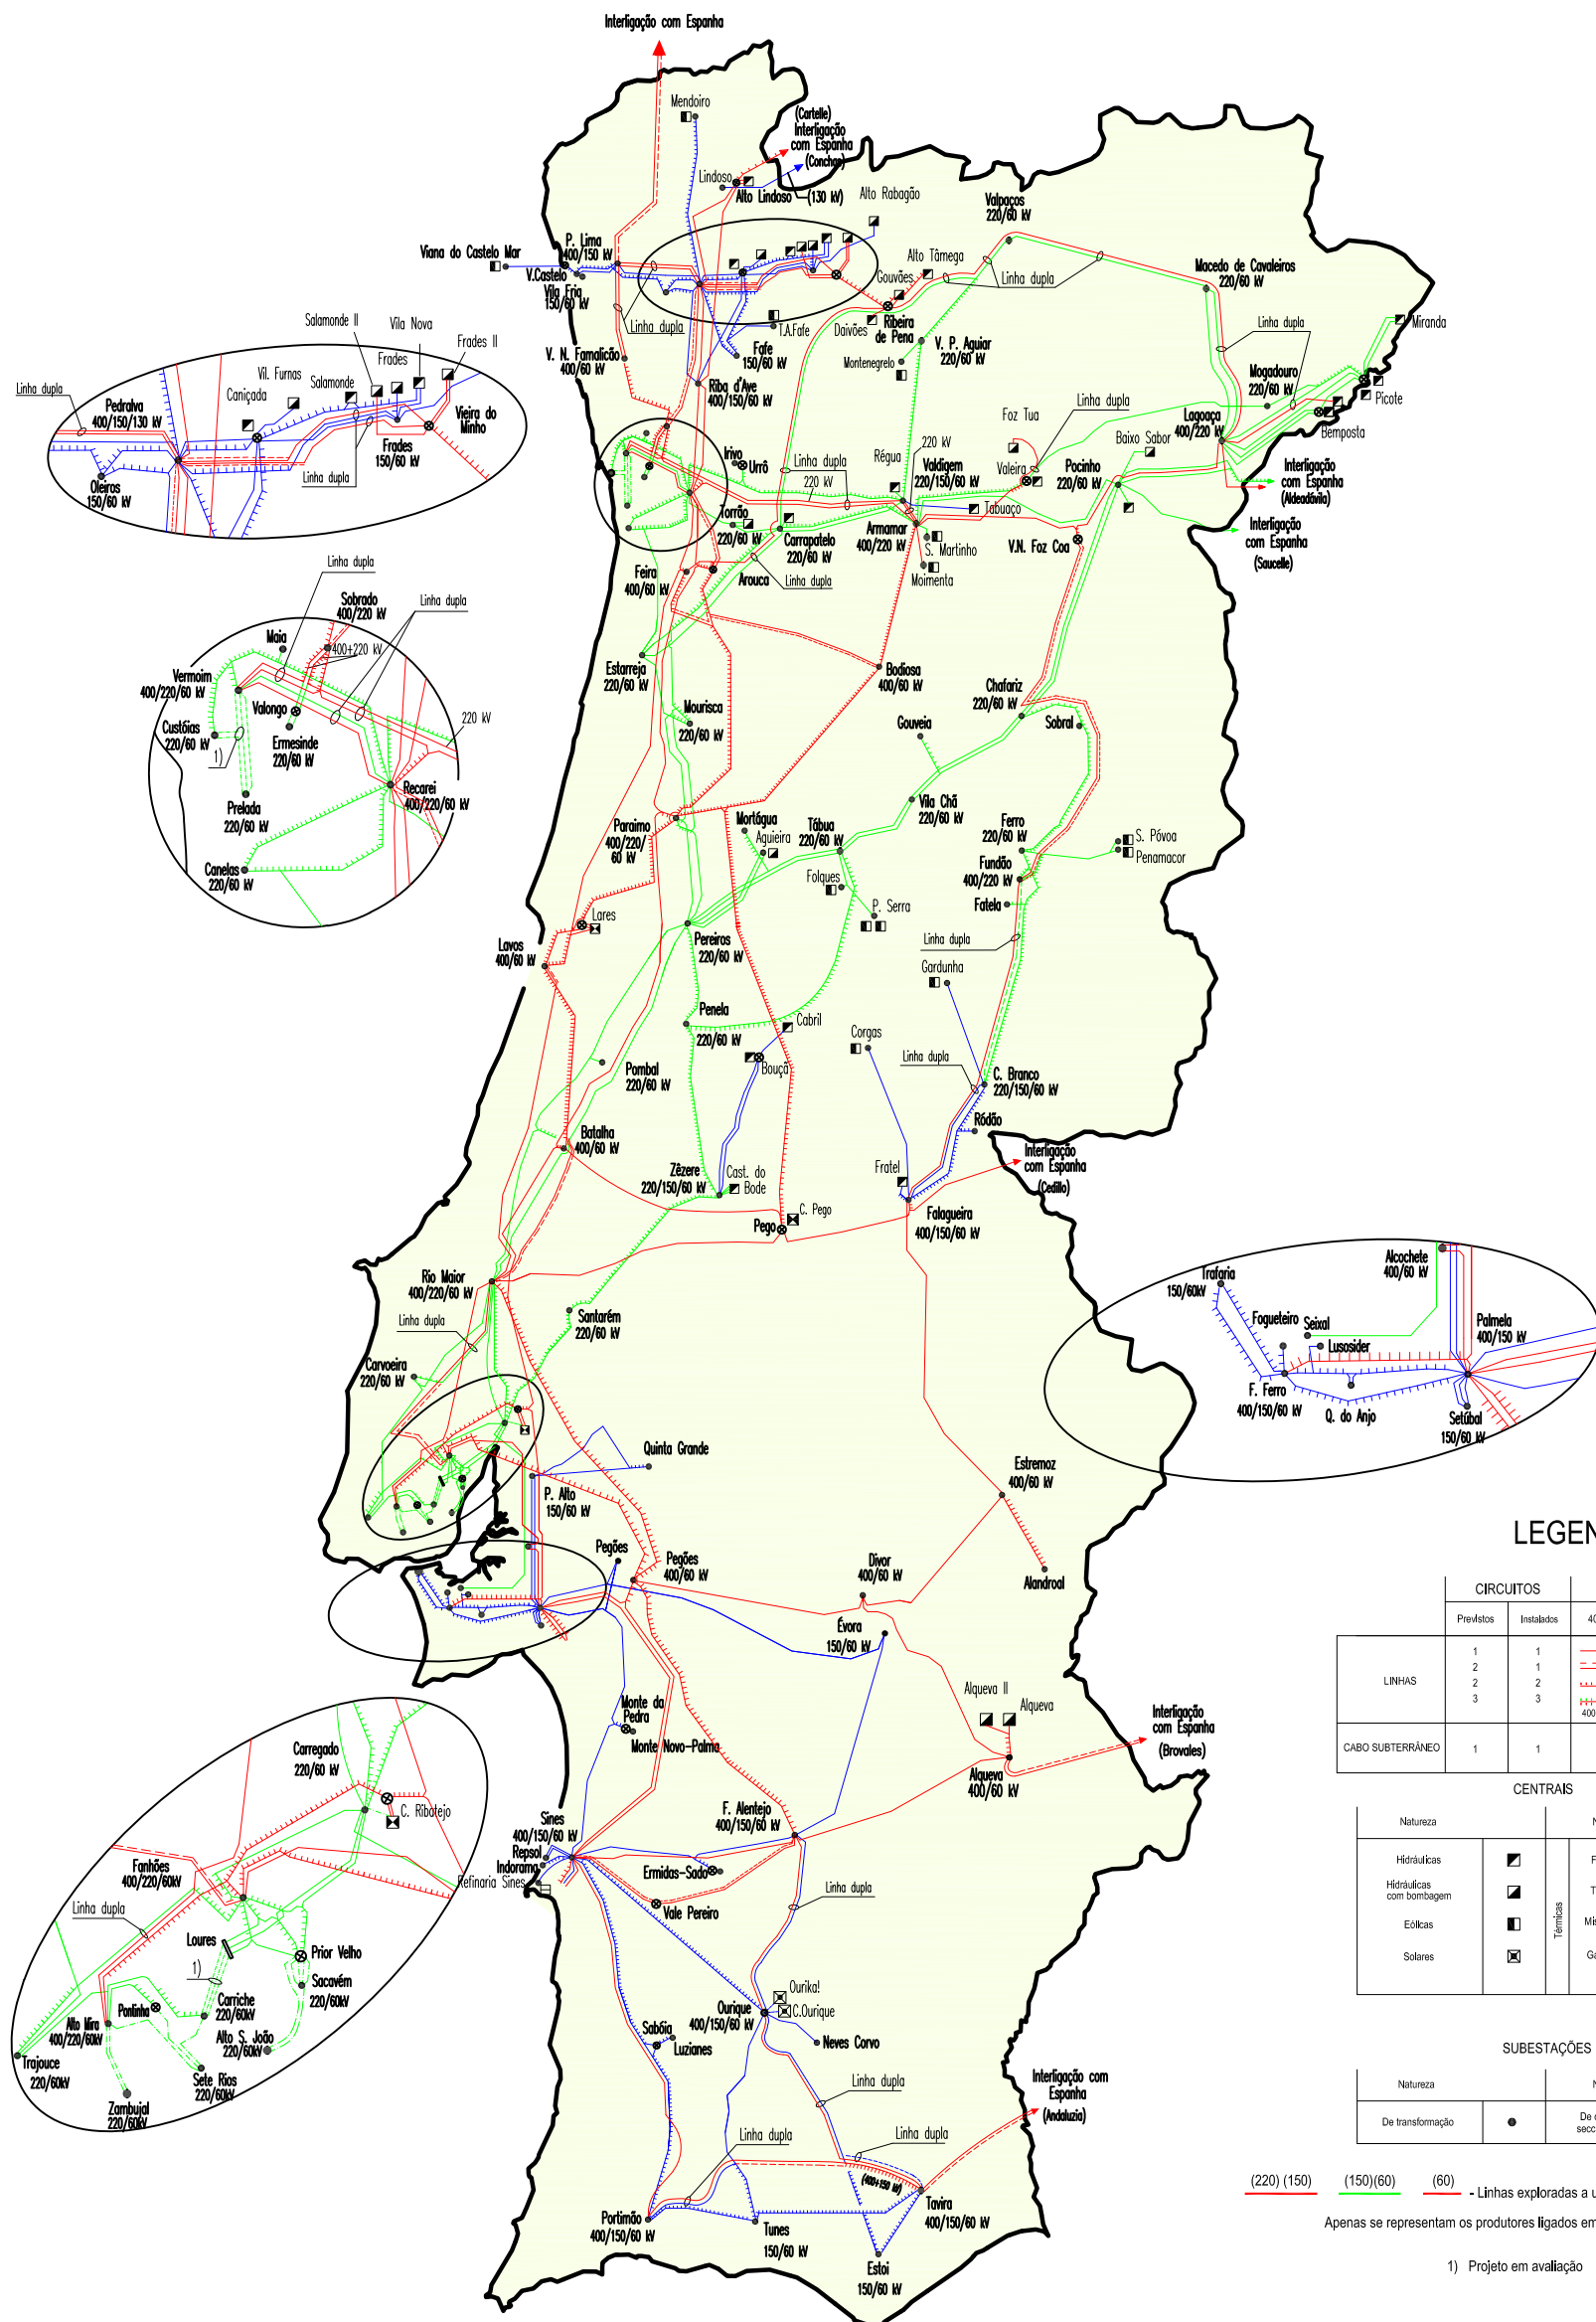 Interligação com Espanha
Mendoiro
(Cartelle)
Interligação
com Espanha
(Conchas)
Lindoso
Alto Lindoso
(130 kV)
Alto Rabagão
Valpaços
220/60 kV
P. Lima
400/150 kV
Viana do Castelo Mar
V.Castelo
Vila Fria
150/60 kV
Alto Tâmega
Gouvães
Linha dupla
Macedo de Cavaleiros
220/60 kV
Linha dupla
T.A.Fafe
Daivões
Ribeira
de Pena
Linha dupla
Miranda
V. N. Famalicão
400/60 kV
Fafe
150/60 kV
Montenegrelo
V. P. Aguiar
220/60 kV
Mogadouro
220/60 kV
Picote
Riba d'Ave
400/150/60 kV
Foz Tua
Linha dupla
Lagoaça
400/220 kV
Bemposta
Baixo Sabor
220 kV
Irivo
Urrô
Linha dupla
220 kV
Régua
Valdigem
220/150/60 kV
Valeira
Pocinho
220/60 kV
Interligação
com Espanha
(Aldeadávila)
Torrão
220/60 kV
Tabuaço
Interligação
com Espanha
(Saucelle)
Carrapatelo
220/60 kV
Armamar
400/220 kV
S. Martinho
V.N. Foz Coa
Moimenta
Feira
400/60 kV
Arouca
Linha dupla
Estarreja
220/60 kV
Bodiosa
400/60 kV
Chafariz
220/60 kV
Sobral
Mourisca
220/60 kV
Gouveia
Vila Chã
220/60 kV
Paraimo
400/220/
60 kV
Mortágua
Aguieira
Tábua
220/60 kV
Ferro
220/60 kV
S. Póvoa
Penamacor
Fundão
400/220 kV
Folques
P. Serra
Fatela
Lares
Lavos
400/60 kV
Pereiros
220/60 kV
Linha dupla
Gardunha
Penela
220/60 kV
Cabril
Corgas
Bouçã
Pombal
220/60 kV
Linha dupla
C. Branco
220/150/60 kV
Batalha
400/60 kV
Ródão
Zêzere
220/150/60 kV
Cast. do
Bode
Fratel
Interligação
com Espanha
(Cedillo)
C. Pego
Pego
Falagueira
400/150/60 kV
Rio Maior
400/220/60 kV
Santarém
220/60 kV
Linha dupla
Carvoeira
220/60 kV
Quinta Grande
P. Alto
150/60 kV
Estremoz
400/60 kV
Pegões
Pegões
400/60 kV
Divor
400/60 kV
Alandroal
Évora
150/60 kV
Monte da
Pedra
Monte Novo-Palma
Alqueva II
Alqueva
Interligação
com Espanha
(Brovales)
Alqueva
400/60 kV
Sines
400/150/60 kV
Repsol
Indorama
Refinaria Sines
F. Alentejo
400/150/60 kV
Ermidas-Sado
Vale Pereiro
Linha dupla
Ourika!
C.Ourique
Ourique
400/150/60 kV
Neves Corvo
Sabóia
Luzianes
Linha dupla
Interligação com
Espanha
(Andaluzia)
Linha dupla
Linha dupla
(400+150 kV)
Tavira
400/150/60 kV
Portimão
400/150/60 kV
Tunes
150/60 kV
Estoi
150/60 kV
Salamonde II
Vila Nova
Frades
Frades II
Vil. Furnas
Salamonde
Caniçada
Linha dupla
Pedralva
400/150/130 kV
Vieira do
Minho
Frades
150/60 kV
Linha dupla
Oleiros
150/60 kV
Linha dupla
Sobrado
400/220 kV
Linha dupla
Maia
400+220 kV
Vermoim
400/220/60 kV
Valongo
220 kV
Custóias
220/60 kV
Ermesinde
220/60 kV
1)
Recarei
400/220/60 kV
Prelada
220/60 kV
Canelas
220/60 kV
Alcochete
400/60 kV
Trafaria
150/60kV
Fogueteiro
Seixal
Lusosider
Palmela
400/150 kV
F. Ferro
400/150/60 kV
Q. do Anjo
Setúbal
150/60 kV
Carregado
220/60 kV
C. Ribatejo
Fanhões
400/220/60kV
Linha dupla
Loures
Prior Velho
1)
Sacavém
220/60kV
Pontinha
Carriche
220/60kV
Alto Mira
400/220/60kV
Alto S. João
220/60kV
Trajouce
220/60kV
Sete Rios
220/60kV
Zambujal
220/60kV
LEGEN
CIRCUITOS
Previstos
Instalados
40
LINHAS
1 1
2 1
2 2
3 3
400
CABO SUBTERRÂNEO
1 1
CENTRAIS
Natureza
N
Hidráulicas
F
Hidráulicas
com bombagem
T
Eólicas
Mis
Solares
Ga
Térmicas
SUBESTAÇÕES
Natureza
N
De transformação
De c
secc
(220) (150)
(150)(60)
(60)
- Linhas exploradas a u
Apenas se representam os produtores ligados em
1) Projeto em avaliação